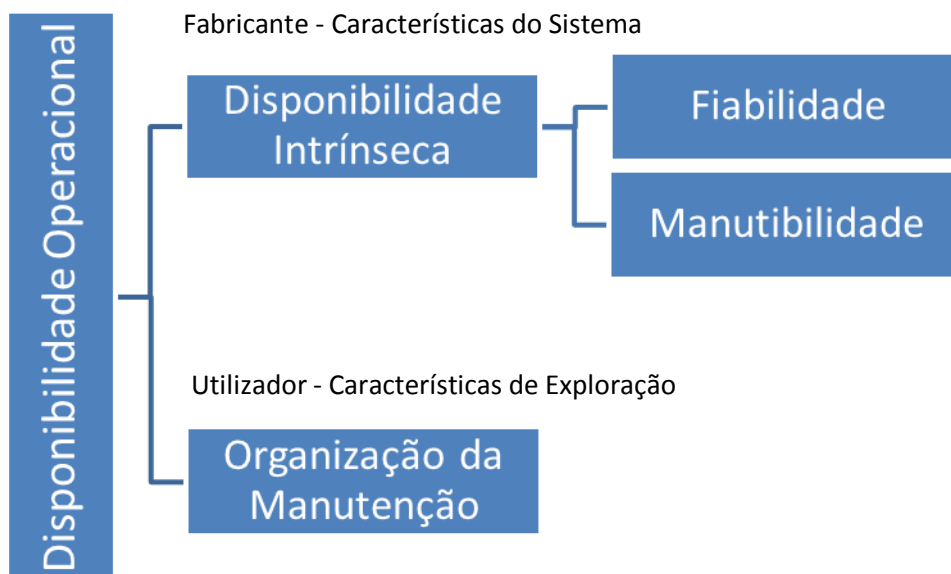 Fabricante - Características do Sistema
Disponibilidade Operacional
Disponibilidade
Intrínseca
Fiabilidade
Manutibilidade
Utilizador - Características de Exploração
Organização da
Manutenção